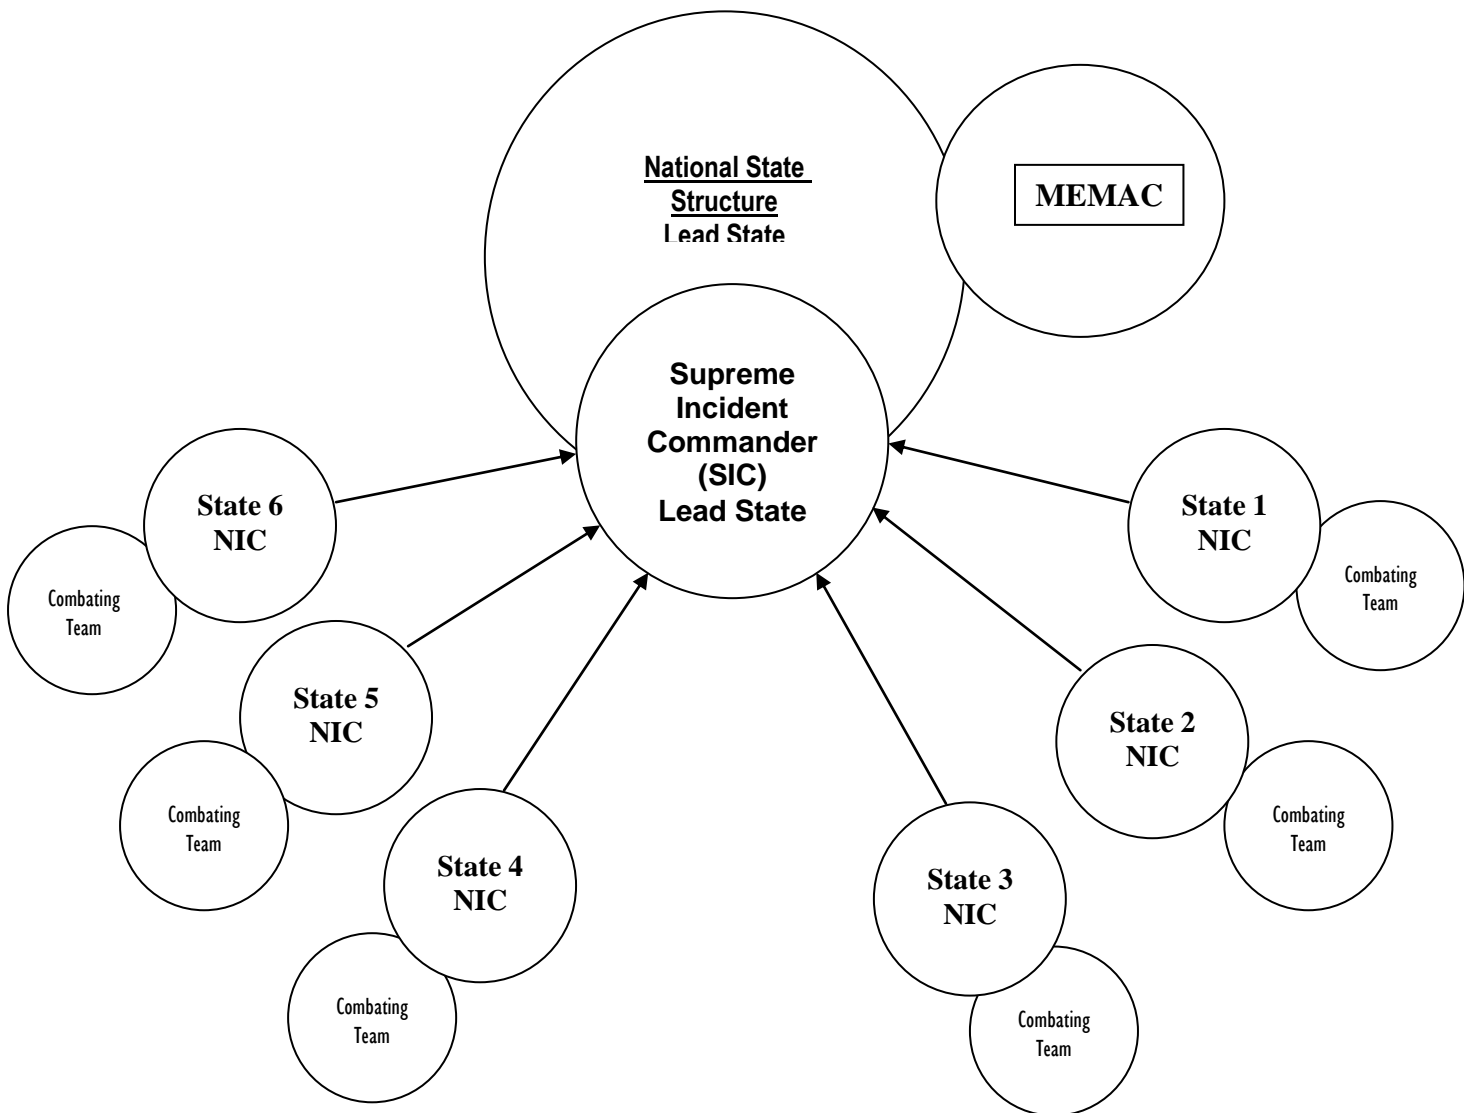 National State
Structure
Lead State
MEMAC
Supreme
Incident
Commander
(SIC)
Lead State
State 6
NIC
Combating
Team
State 1
NIC
Combating
Team
State 5
NIC
Combating
Team
State 2
NIC
Combating
Team
State 4
NIC
Combating
Team
State 3
NIC
Combating
Team